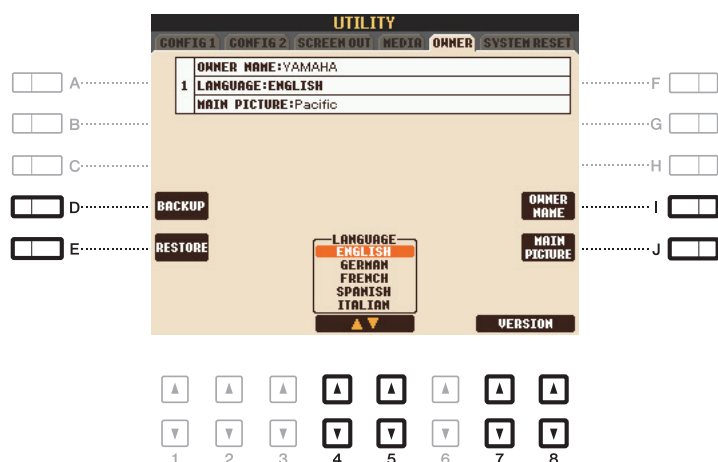 UTILITY
CONFIG 1 CONFIG 2 SCREEN OUT MEDIA OWNER SYSTEM RESET
OWNER NAME:YAMAHA
1 LANGUAGE:ENGLISH
MAIN PICTURE:Pacific
A F
B G
C H
D BACKUP OWNER NAME I
E RESTORE MAIN PICTURE J
LANGUAGE
ENGLISH
GERMAN
FRENCH
SPANISH
ITALIAN
▲ ▼ VERSION
▲ ▲ ▲ ▲ ▲ ▲ ▲ ▲
▼ ▼ ▼ ▼ ▼ ▼ ▼ ▼
1 2 3 4 5 6 7 8